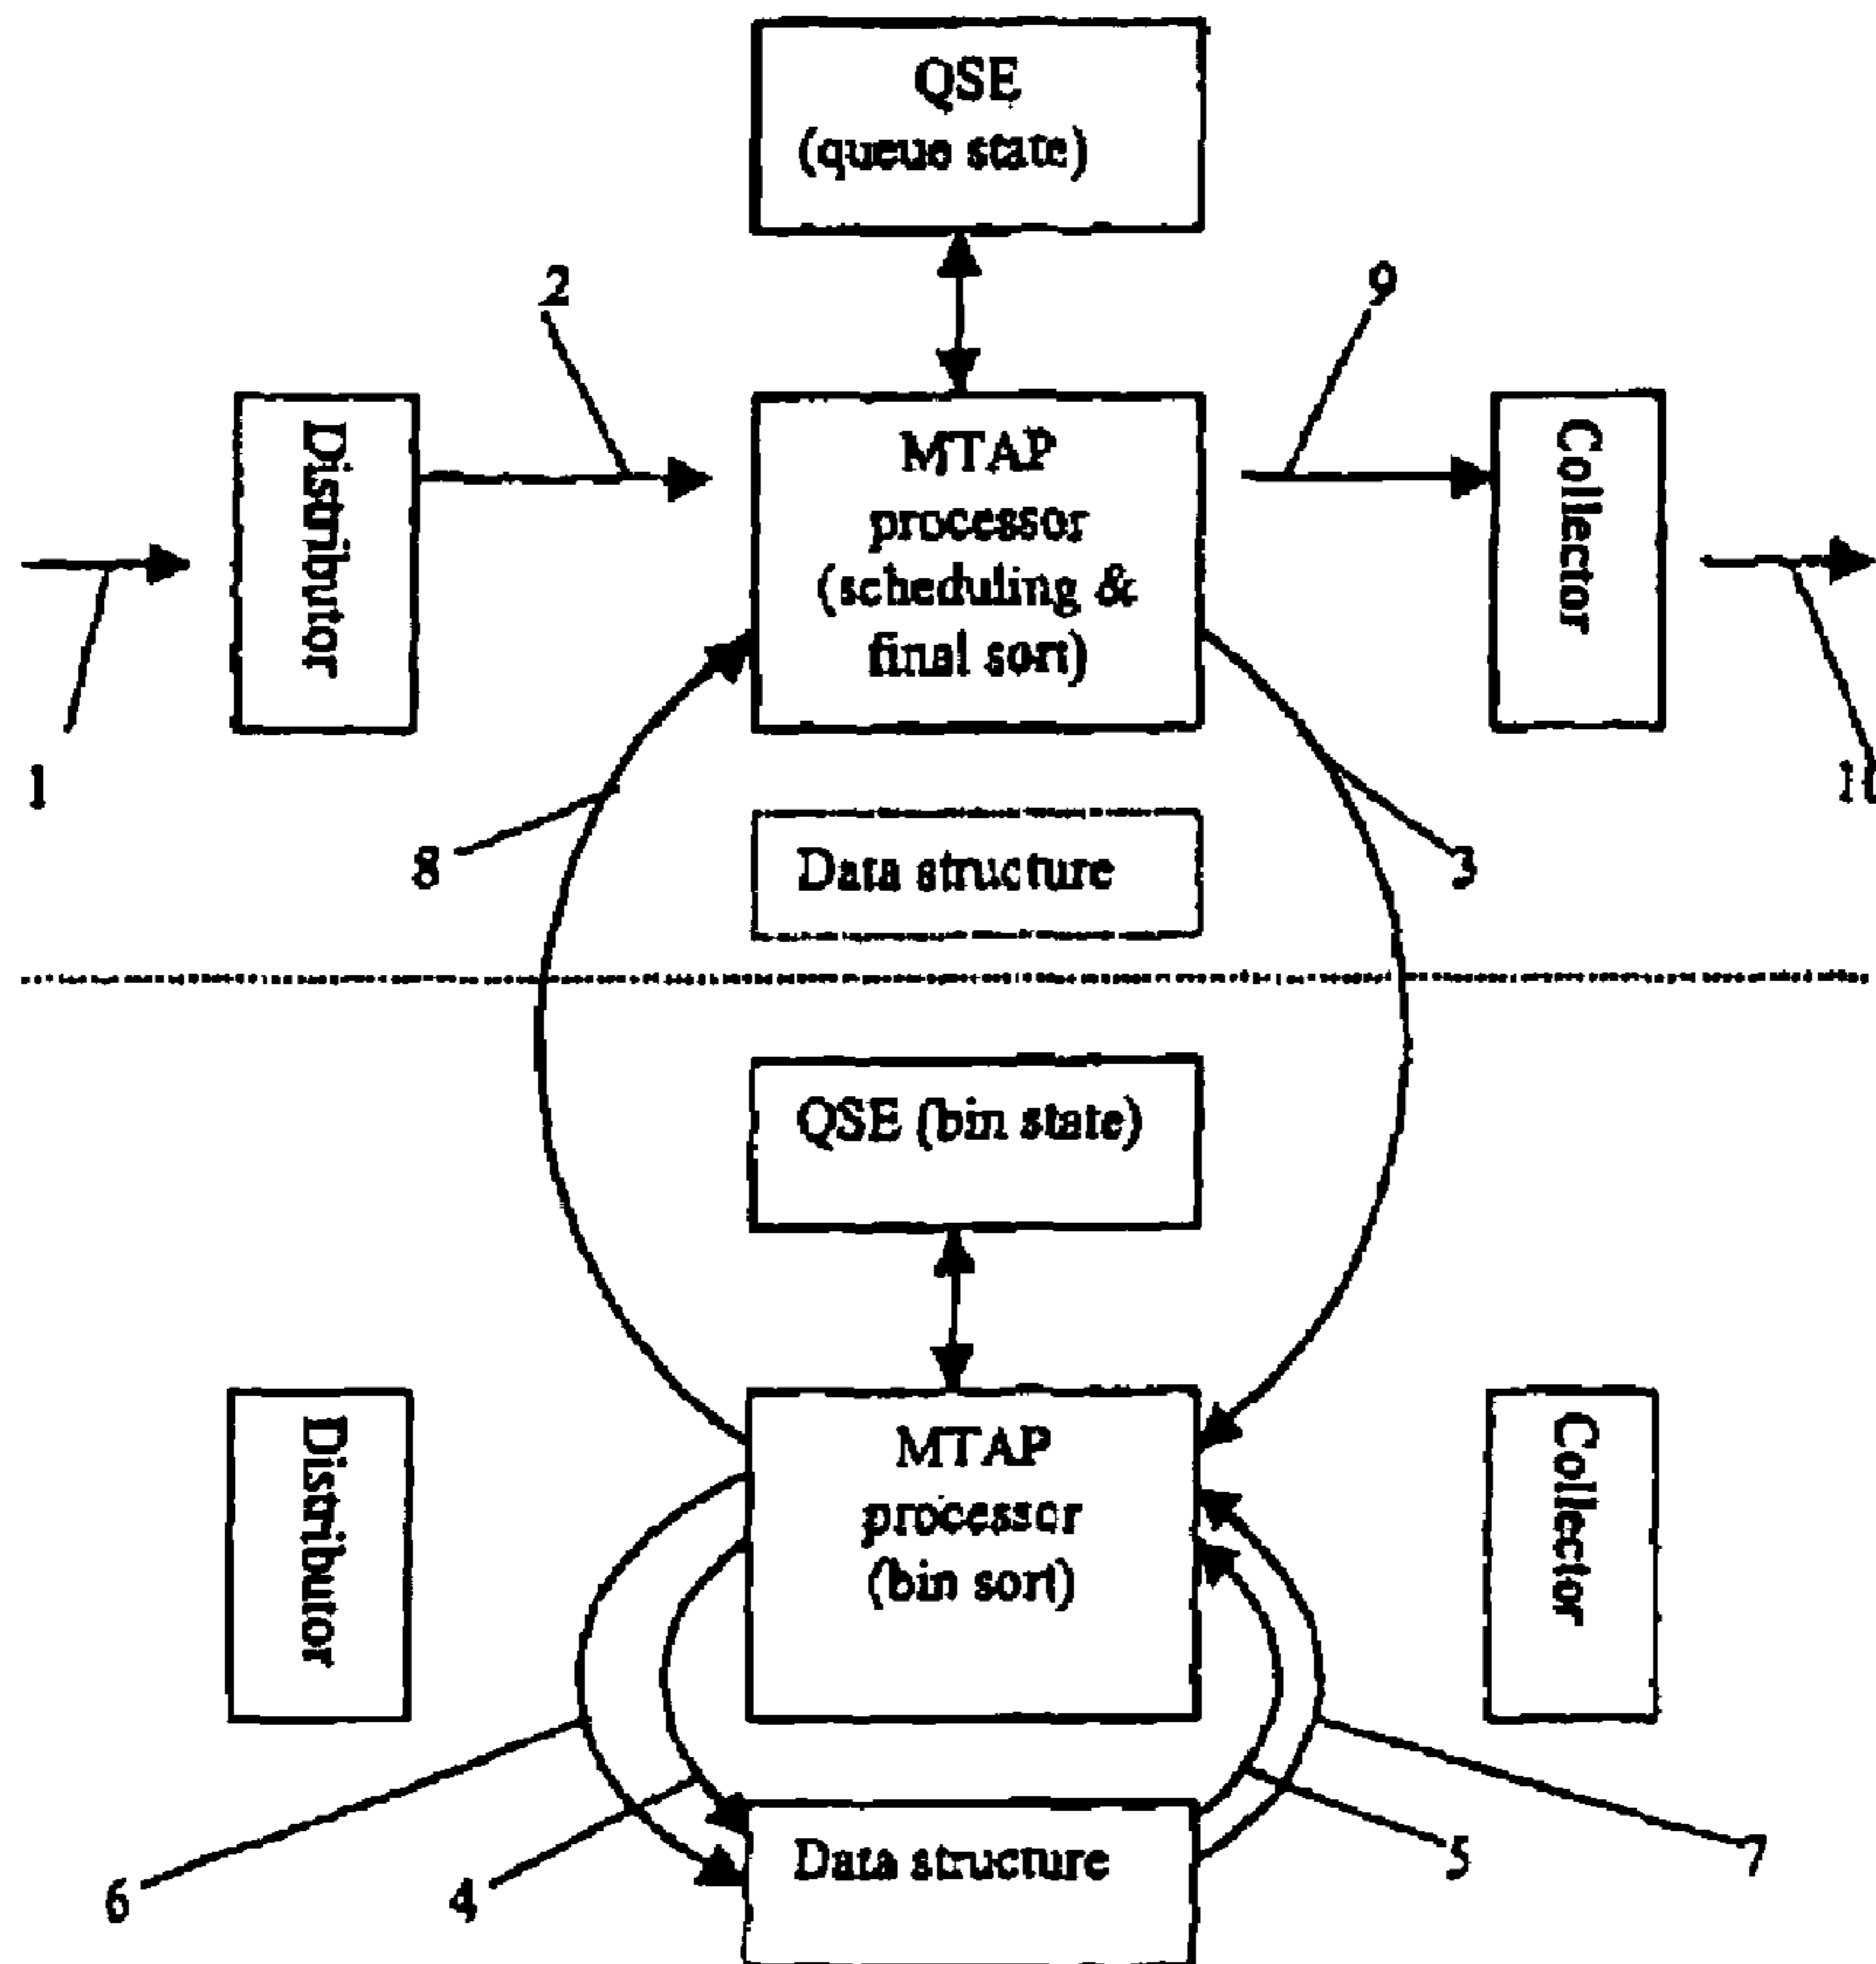 QSE
(queue state)
2
9
Distributor
MTAP
processor
(scheduling &
final sort)
Collector
1
8
Data structure
3
QSE (bin state)
Distributor
MTAP
processor
(bin sort)
Collector
Data structure
6
4
5
7